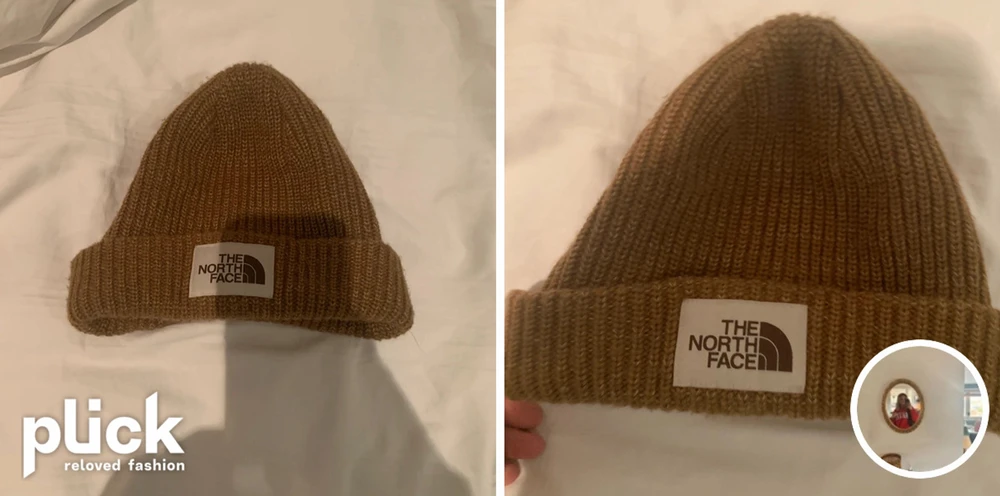 THE
NORTH
FACE
plick
reloved fashion
THE
NORTH
FACE